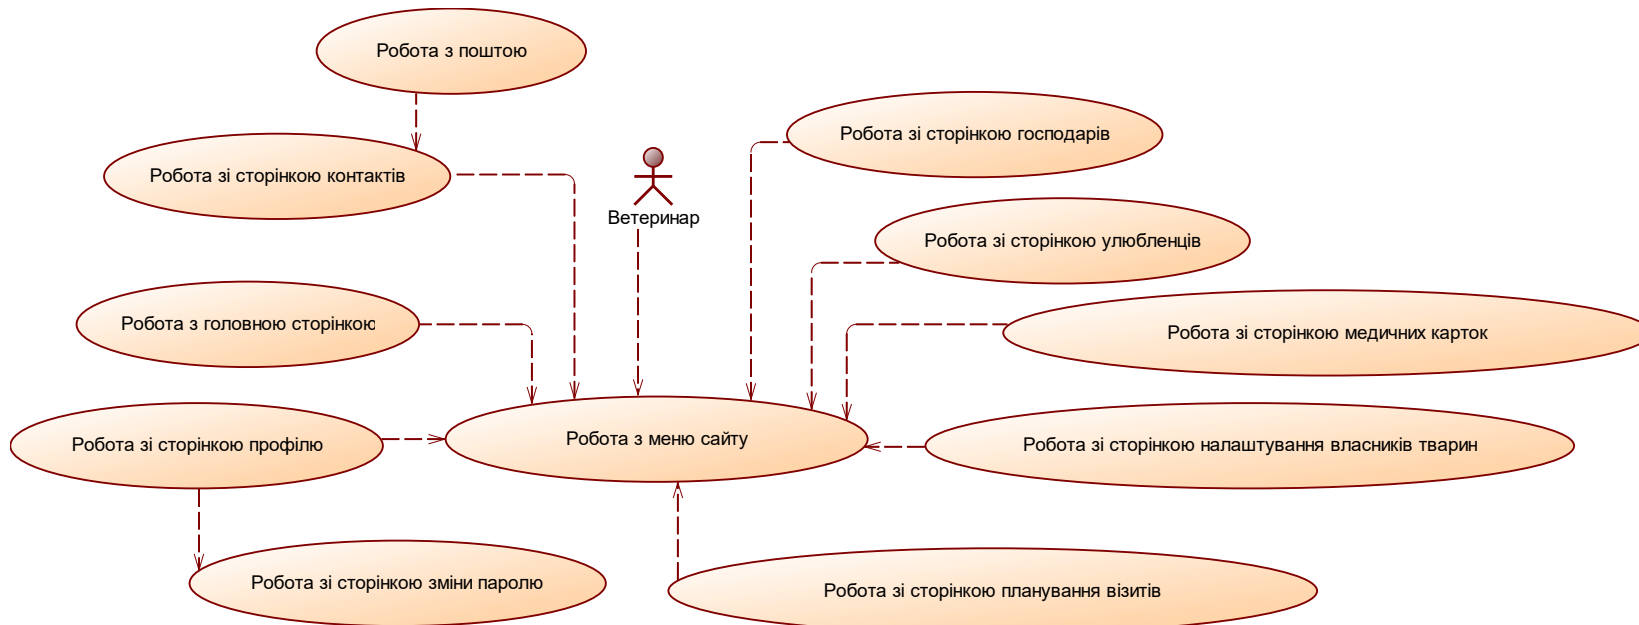 Робота з поштою
Робота зі сторінкою господарів
Робота зі сторінкою контактів
Ветеринар
Робота зі сторінкою улюбленців
Робота з головною сторінкою
Робота зі сторінкою медичних карток
Робота з меню сайту
Робота зі сторінкою профілю
Робота зі сторінкою налаштування власників тварин
Робота зі сторінкою зміни паролю
Робота зі сторінкою планування візитів